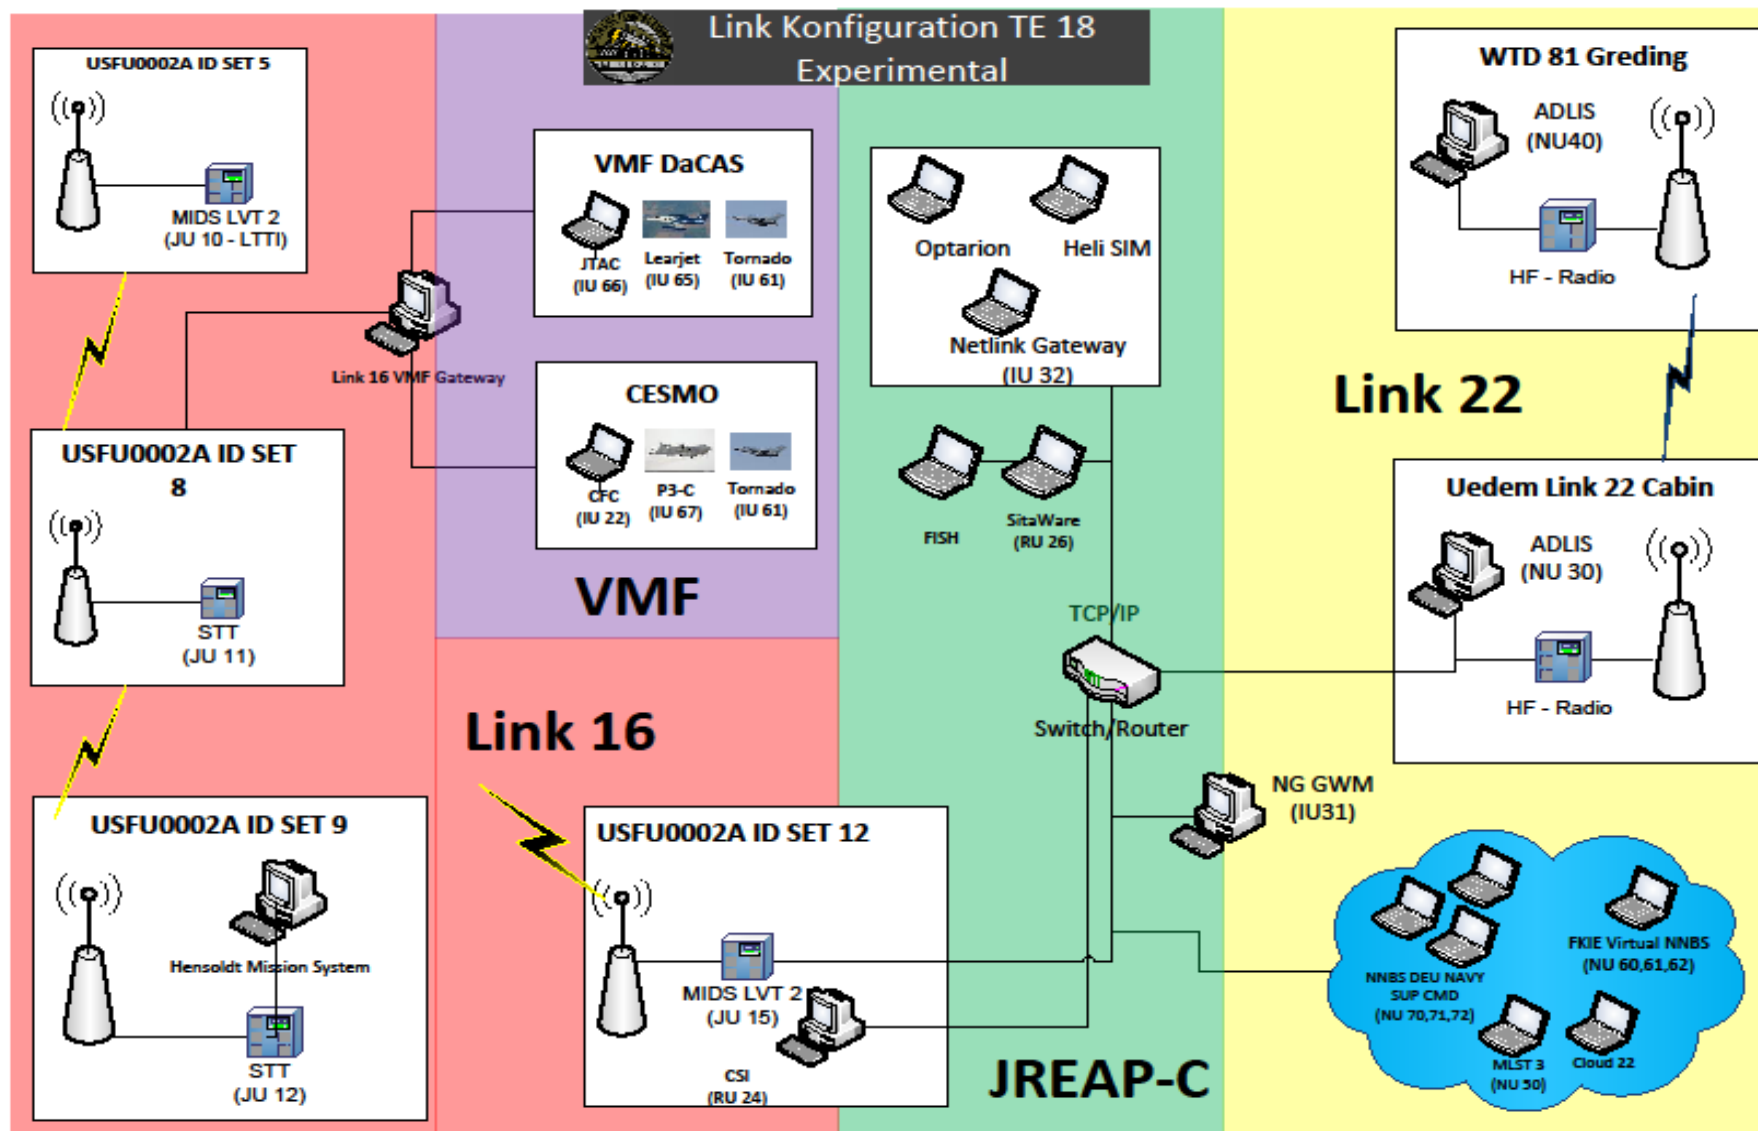 Link Konfiguration TE 18
Experimental
USFU0002A ID SET 5
MIDS LVT 2
(JU 10 - LTTI)
USFU0002A ID SET
8
STT
(JU 11)
USFU0002A ID SET 9
Hensoldt Mission System
STT
(JU 12)
Link 16 VMF Gateway
VMF DaCAS
JTAC
(IU 66)
Learjet
(IU 65)
Tornado
(IU 61)
CESMO
CFC
(IU 22)
P3-C
(IU 67)
Tornado
(IU 61)
VMF
Link 16
USFU0002A ID SET 12
MIDS LVT 2
(JU 15)
CSI
(RU 24)
Optarion
Heli SIM
Netlink Gateway
(IU 32)
FISH
SitaWare
(RU 26)
TCP/IP
Switch/Router
NG GWM
(IU31)
JREAP-C
WTD 81 Greding
ADLIS
(NU40)
HF - Radio
Link 22
Uedem Link 22 Cabin
ADLIS
(NU 30)
HF - Radio
FKIE Virtual NNBS
(NU 60,61,62)
NNBS DEU NAVY
SUP CMD
(NU 70,71,72)
MLST 3
(NU 50)
Cloud 22